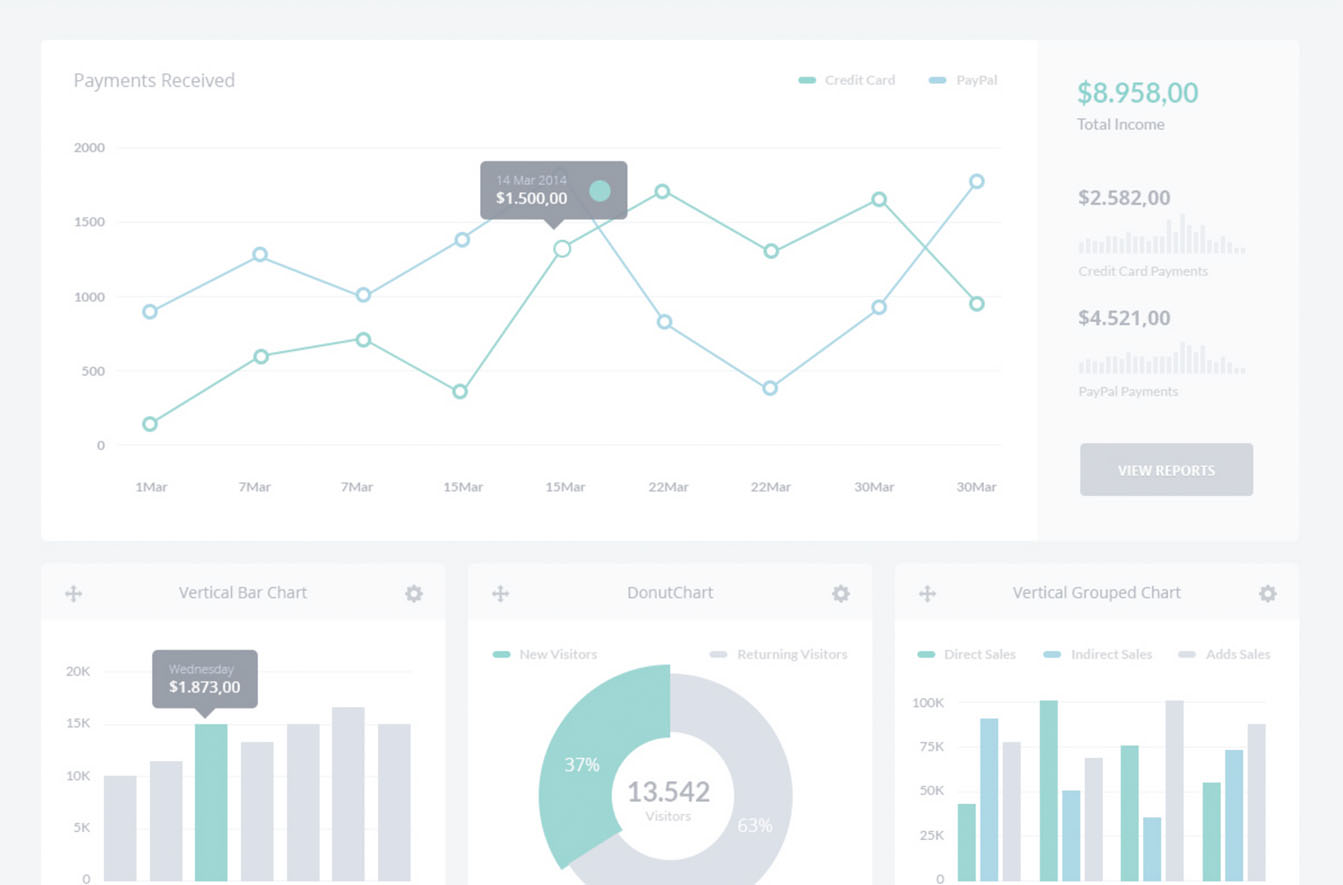 Payments Received
Credit Card PayPal
2000
1500
1000
500
0
14 Mar 2014
$1.500,00
1Mar 7Mar 7Mar 15Mar 15Mar 22Mar 22Mar 30Mar 30Mar
$8.958,00
Total Income
$2.582,00
Credit Card Payments
$4.521,00
PayPal Payments
VIEW REPORTS
Vertical Bar Chart
20K
15K
10K
5K
0
Wednesday
$1.873,00
DonutChart
New Visitors Returning Visitors
37%
13.542
Visitors
63%
Vertical Grouped Chart
Direct Sales Indirect Sales Adds Sales
100K
75K
50K
25K
0